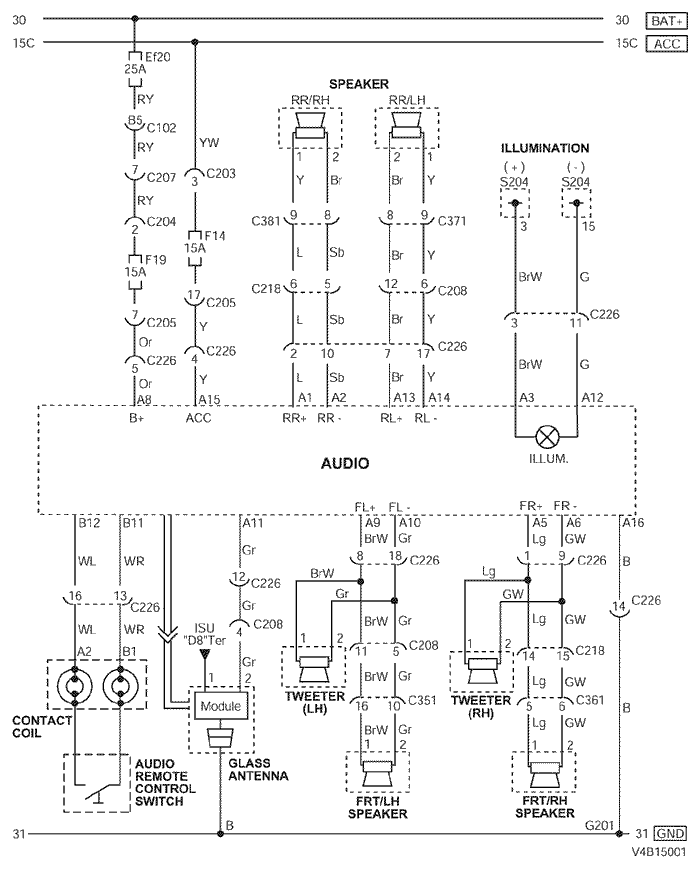 30 30 BAT+
15C 15C ACC
Ef20
25A
SPEAKER
RY RR/RH RR/LH
B5 C102
RY YW 1 2 2 1 ILLUMINATION
(+) (-)
7 C207 3 C203 Y Br Br Y S204 S204
RY
C381 9 8 8 9 C371 3 15
2 C204
F14
15A
L Sb Br Y
F19
15A
BrW G
C218 6 5 12 6 C208
17 C205
7 C205 Y L Sb Br Y 3 11 C226
Or
C226 C226 2 10 7 17 C226
5 4
Or Y L Sb Br Y BrW G
A8 A15 A1 A2 A13 A14 A3 A12
B+ ACC RR+ RR - RL+ RL -
ILLUM.
AUDIO
FL+ FL - FR+ FR -
B12 B11 A11 A9 A10 A5 A6 A16
BrW Gr Lg GW
WL WR Gr 8 18 C226 1 9 C226 B
12 C226 BrW Gr Lg GW
16 13 C226 Gr 14 C226
WL WR ISU
"D8"Ter
4 C208 1 2 BrW Gr 1 2 Lg GW
A2 B1 Gr 11 5 C208 14 15 C218
1 2 TWEETER
(LH)
BrW Gr TWEETER
(RH)
Lg GW
Module 16 10 C351 5 6 C361 B
CONTACT
COIL
BrW Gr Lg GW
1 2 1 2
AUDIO
REMOTE
CONTROL
SWITCH
GLASS
ANTENNA
FRT/LH
SPEAKER
FRT/RH
SPEAKER
31 B G201 31 GND
V4B15001